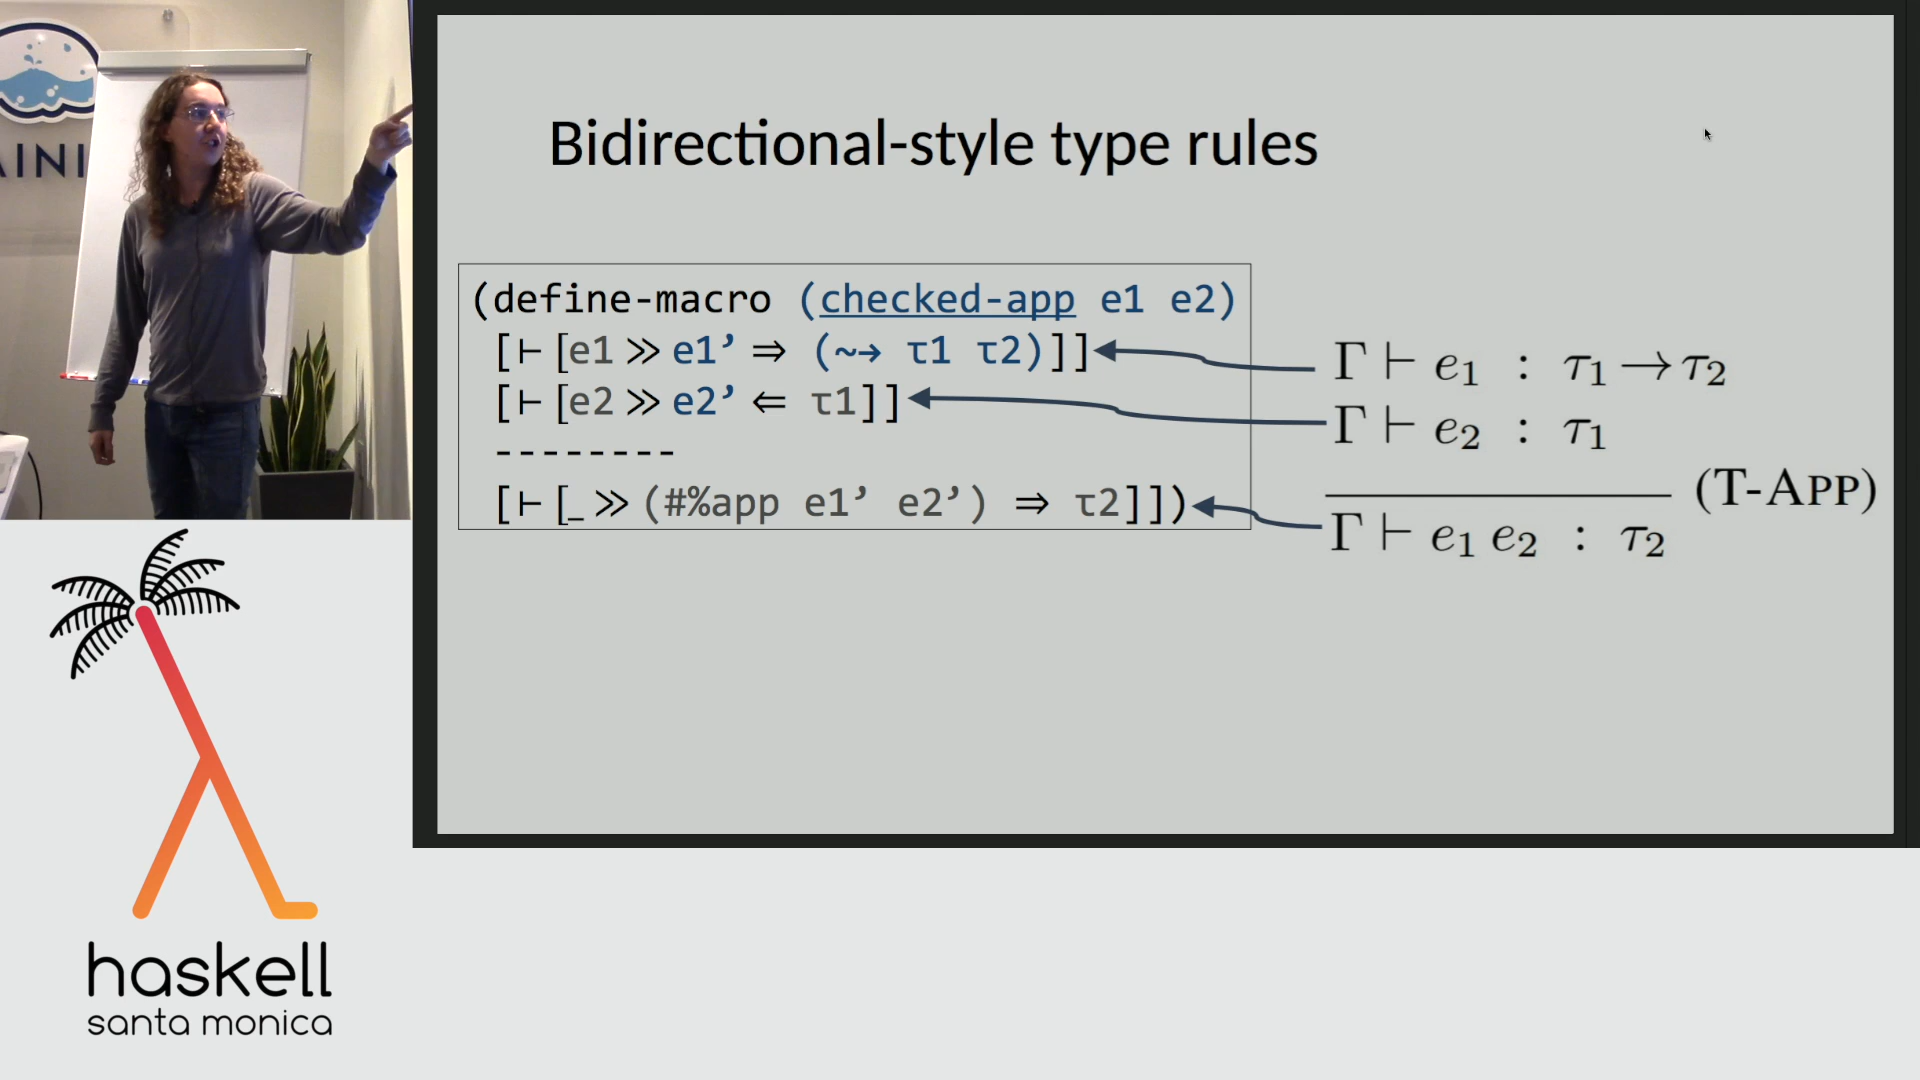 AINI
Bidirectional-style type rules
(define-macro (checked-app e1 e2)
[⊢ [e1 ≫ e1’ ⇒ (~→ τ1 τ2)]]
[⊢ [e2 ≫ e2’ ⇐ τ1]]
--------
[⊢ [_ ≫ (#%app e1’ e2’) ⇒ τ2]])
Γ ⊢ e₁ : τ₁→τ₂
Γ ⊢ e₂ : τ₁
(T-APP)
Γ ⊢ e₁ e₂ : τ₂
haskell
santa monica